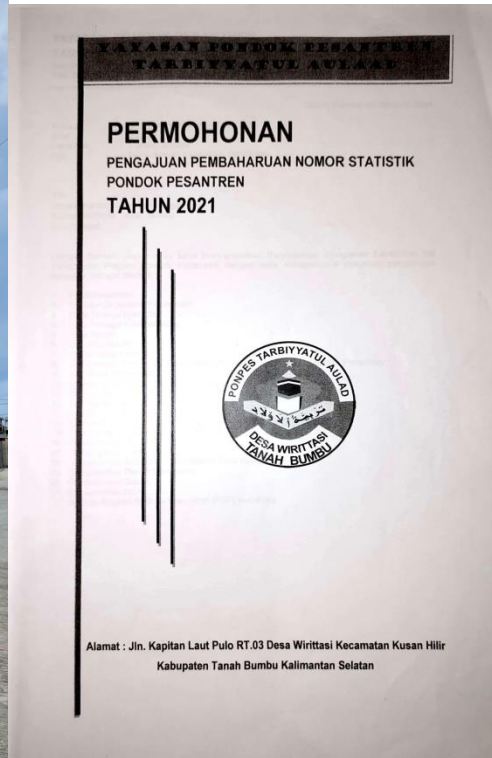 YAYASAN PONDOK PESANTREN
TARBIYYATUL AULAAD
PERMOHONAN
PENGAJUAN PEMBAHARUAN NOMOR STATISTIK
PONDOK PESANTREN
TAHUN 2021
PONPES TARBIYYATUL AULAD
تربية الاولاد
DESA WIRITTASI
TANAH BUMBU
Alamat : Jln. Kapitan Laut Pulo RT.03 Desa Wirittasi Kecamatan Kusan Hilir
Kabupaten Tanah Bumbu Kalimantan Selatan